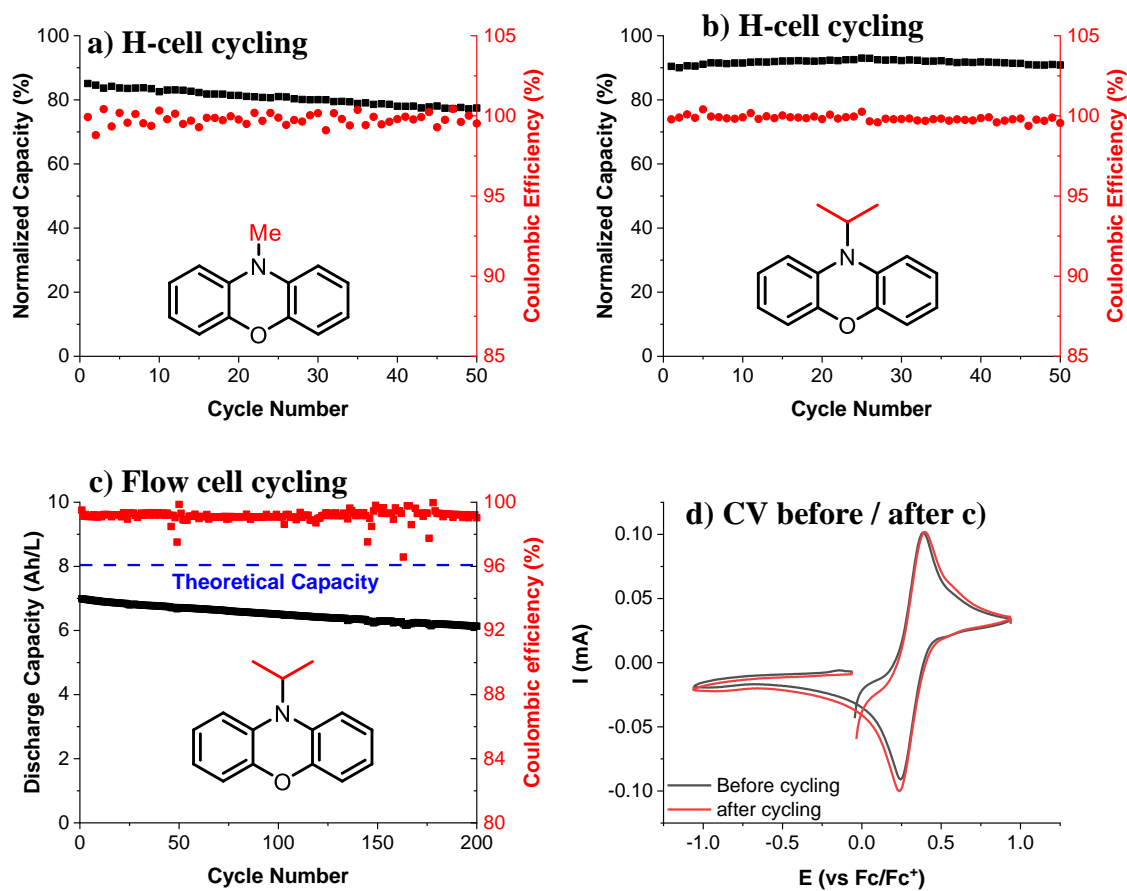 a) H-cell cycling
Normalized Capacity (%)
100
80
60
40
20
0
105
100
95
90
85
Coulombic Efficiency (%)
Me
N
O
0
10
20
30
40
50
Cycle Number
b) H-cell cycling
Normalized Capacity (%)
100
80
60
40
20
0
105
100
95
90
85
Coulombic Efficiency (%)
N
O
0
10
20
30
40
50
Cycle Number
c) Flow cell cycling
Discharge Capacity (Ah/L)
10
8
6
4
2
0
100
96
92
89
84
80
Coulombic efficiency (%)
Theoretical Capacity
N
O
0
50
100
150
200
Cycle Number
d) CV before / after c)
I (mA)
0.10
0.05
0.00
-0.05
-0.10
Before cycling
after cycling
-1.0
-0.5
0.0
0.5
1.0
E (vs Fc/Fc⁺)